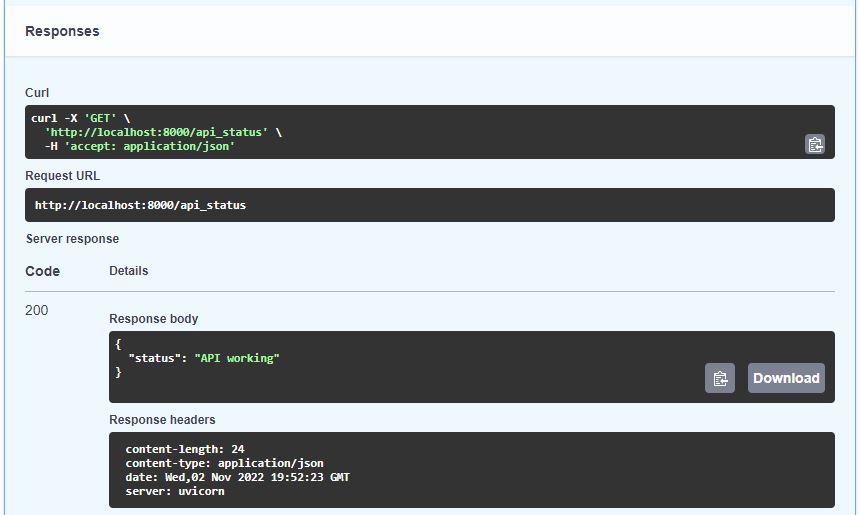 Responses
Curl
curl -X 'GET' \
'http://localhost:8000/api_status' \
-H 'accept: application/json'
Request URL
http://localhost:8000/api_status
Server response
Code Details
200
Response body
{
"status": "API working"
}
Download
Response headers
content-length: 24
content-type: application/json
date: Wed,02 Nov 2022 19:52:23 GMT
server: uvicorn